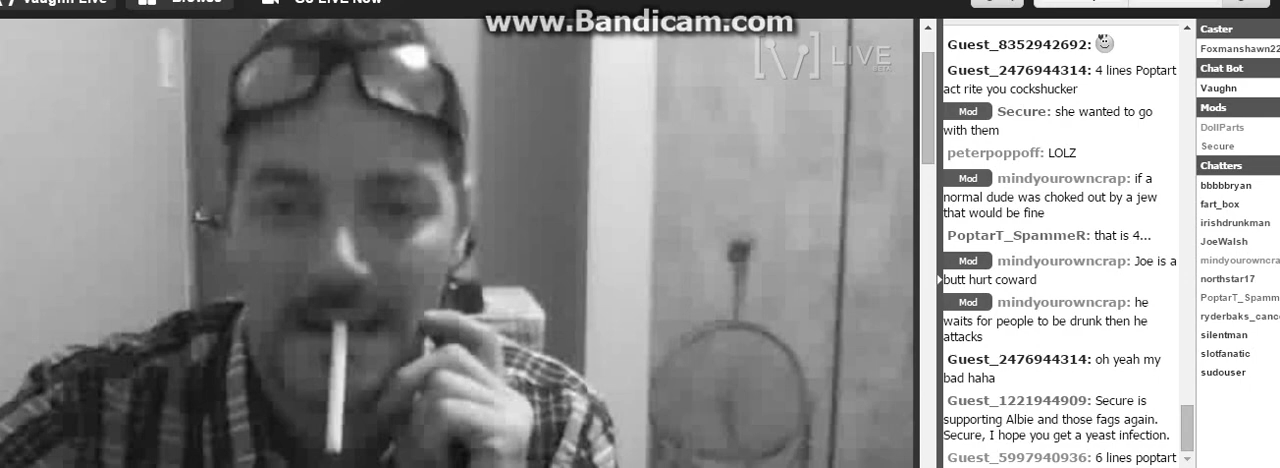 Vaughn Live
Browse
Go LIVE Now
www.Bandicam.com
[\/] LIVE
Guest_8352942692:
Guest_2476944314: 4 lines Poptart
act rite you cockshucker
Mod Secure: she wanted to go
with them
peterpoppoff: LOLZ
Mod mindyourowncrap: if a
normal dude was choked out by a jew
that would be fine
PoptarT_SpammeR: that is 4...
Mod mindyourowncrap: Joe is a
butt hurt coward
Mod mindyourowncrap: he
waits for people to be drunk then he
attacks
Guest_2476944314: oh yeah my
bad haha
Guest_1221944909: Secure is
supporting Albie and those fags again.
Secure, I hope you get a yeast infection.
Guest_5997940936: 6 lines poptart
Caster
Foxmanshawn22
Chat Bot
Vaughn
Mods
DollParts
Secure
Chatters
bbbbbryan
fart_box
irishdrunkman
JoeWalsh
mindyourowncra
northstar17
PoptarT_Spamm
ryderbaks_canc
silentman
slotfanatic
sudouser